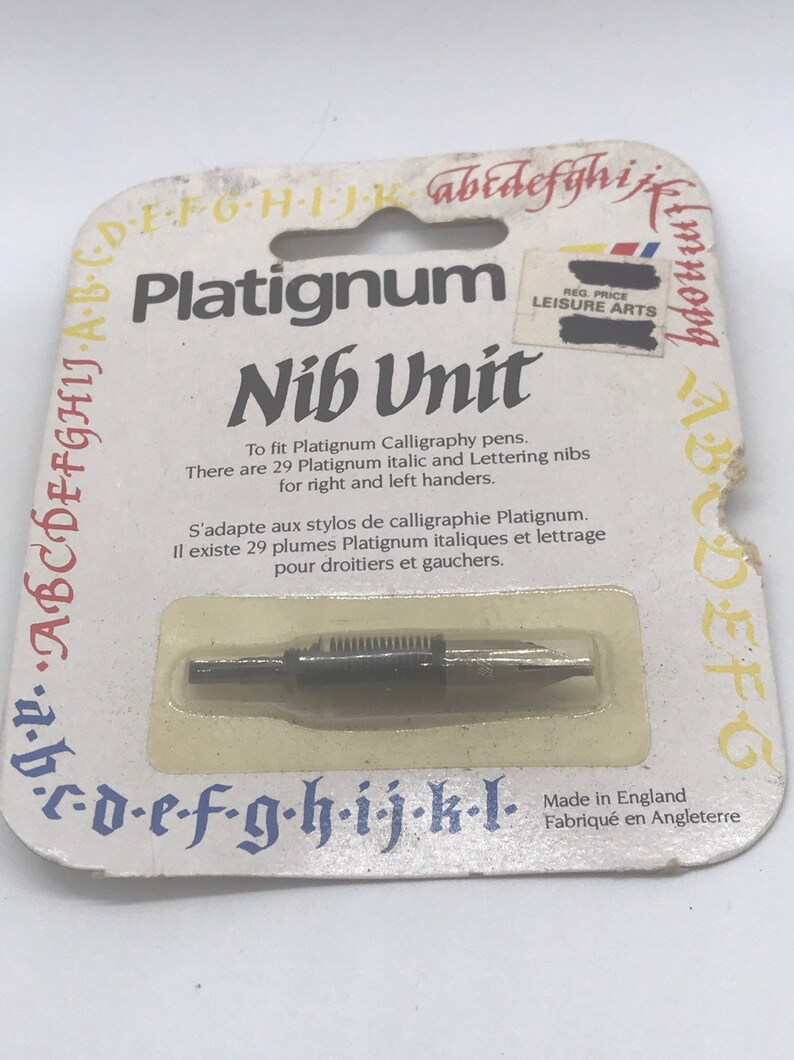 A·B·C·D·E·F·G·H·I·J·K·
abcdefghijkl
mnopq
Platignum
REG. PRICE
LEISURE ARTS
Nib Unit
To fit Platignum Calligraphy pens.
There are 29 Platignum italic and Lettering nibs
for right and left handers.
S'adapte aux stylos de calligraphie Platignum.
Il existe 29 plumes Platignum italiques et lettrage
pour droitiers et gauchers.
·ABCDEFGHIJ
A·B·C·D·E·F·G
a·b·c·d·e·f·g·h·i·j·k·l·
Made in England
Fabriqué en Angleterre